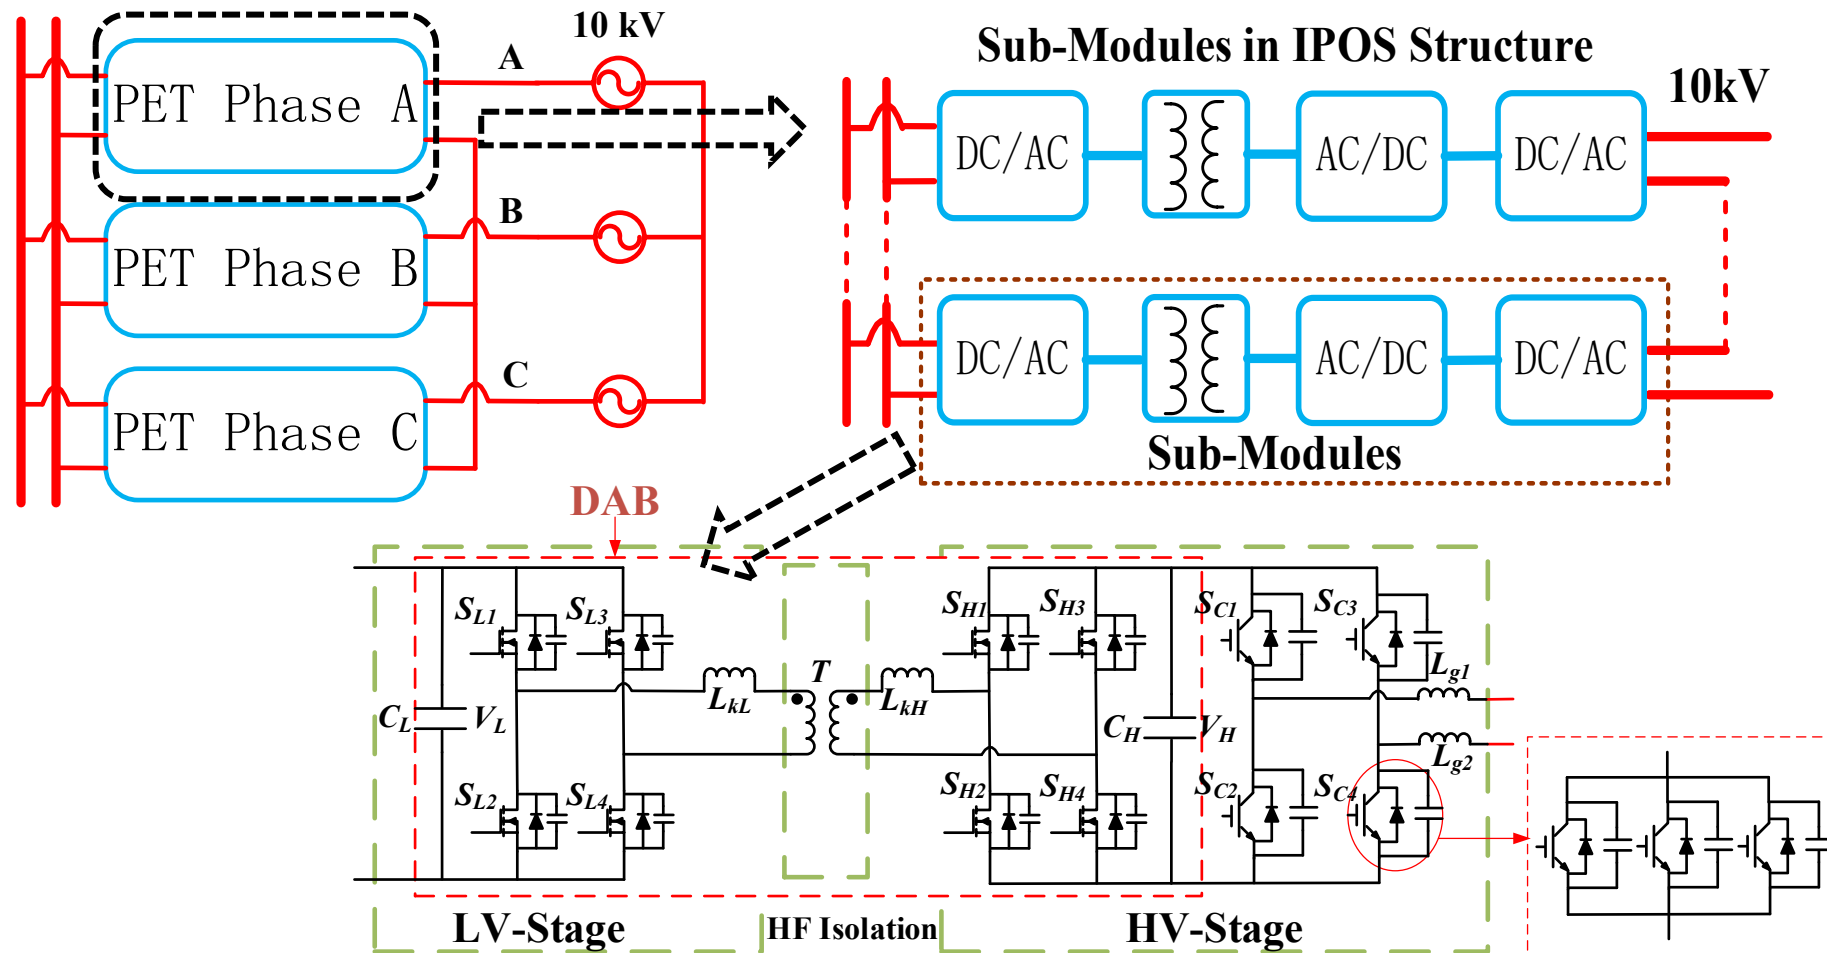 10 kV
A
PET Phase A
B
PET Phase B
C
PET Phase C
Sub-Modules in IPOS Structure
10kV
DC/AC
AC/DC
DC/AC
DC/AC
AC/DC
DC/AC
Sub-Modules
DAB
SL1
SL3
SH1
SH3
SC1
SC3
T
LkL
LkH
Lg1
CL
VL
CH
VH
Lg2
SL2
SL4
SH2
SH4
SC2
SC4
LV-Stage
HF Isolation
HV-Stage